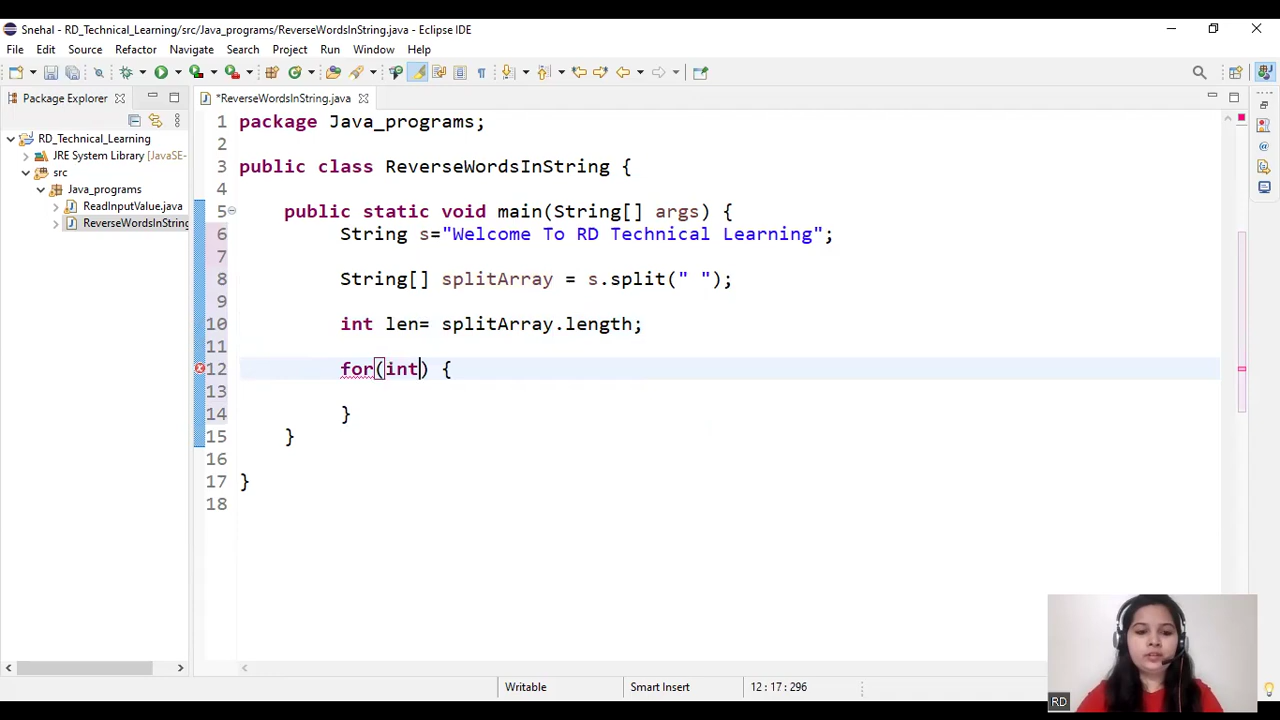 Snehal - RD_Technical_Learning/src/Java_programs/ReverseWordsInString.java - Eclipse IDE
File Edit Source Refactor Navigate Search Project Run Window Help
Package Explorer
*ReverseWordsInString.java
RD_Technical_Learning
JRE System Library [JavaSE-
src
Java_programs
ReadInputValue.java
ReverseWordsInString
1 package Java_programs;
2
3 public class ReverseWordsInString {
4
5 public static void main(String[] args) {
6 String s="Welcome To RD Technical Learning";
7
8 String[] splitArray = s.split(" ");
9
10 int len= splitArray.length;
11
12 for(int) {
13
14 }
15 }
16
17 }
18
Writable Smart Insert 12 : 17 : 296
RD